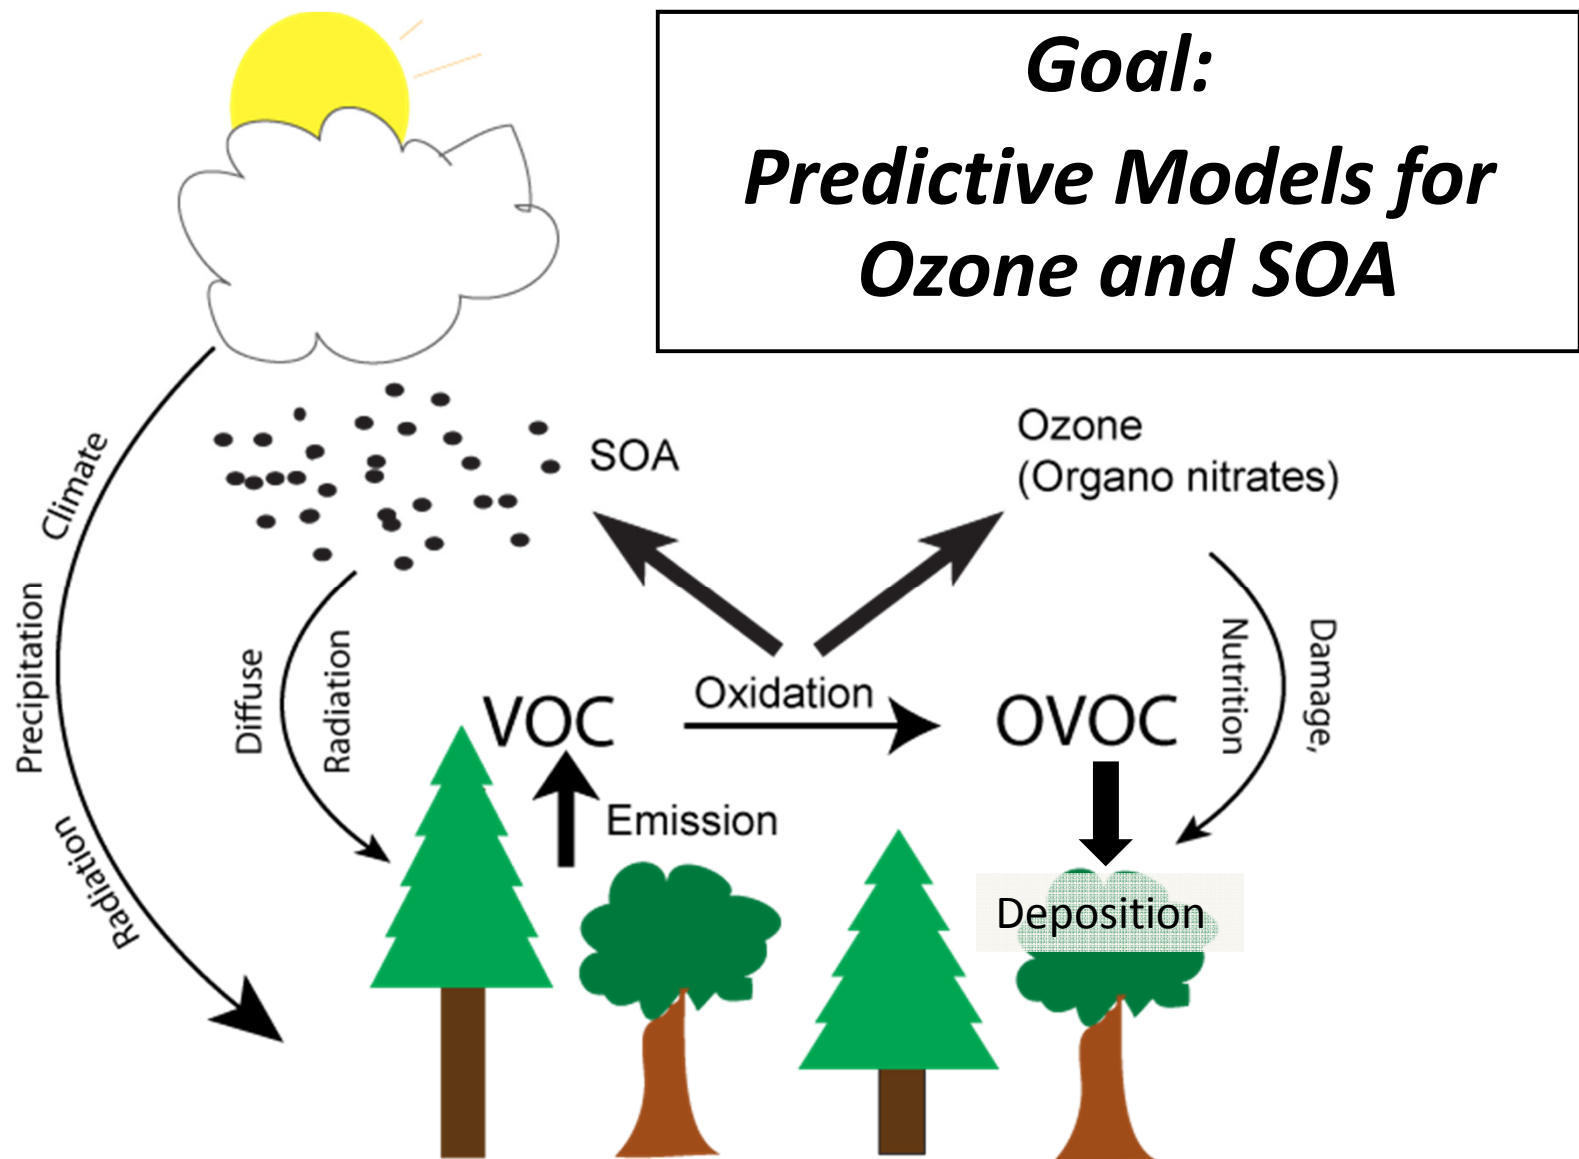 Goal:
Predictive Models for
Ozone and SOA
Ozone
(Organo nitrates)
SOA
Climate
Precipitation
Radiation
Diffuse
Radiation
Damage,
Nutrition
VOC
Oxidation
OVOC
Emission
Deposition